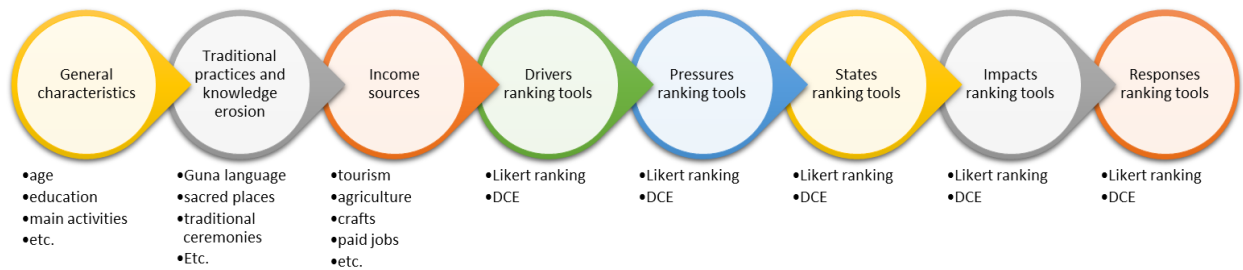 General
characteristics
Traditional
practices and
knowledge
erosion
Income
sources
Drivers
ranking tools
Pressures
ranking tools
States
ranking tools
Impacts
ranking tools
Responses
ranking tools
•age
•education
•main activities
•etc.
•Guna language
•sacred places
•traditional
ceremonies
•Etc.
•tourism
•agriculture
•crafts
•paid jobs
•etc.
•Likert ranking
•DCE
•Likert ranking
•DCE
•Likert ranking
•DCE
•Likert ranking
•DCE
•Likert ranking
•DCE